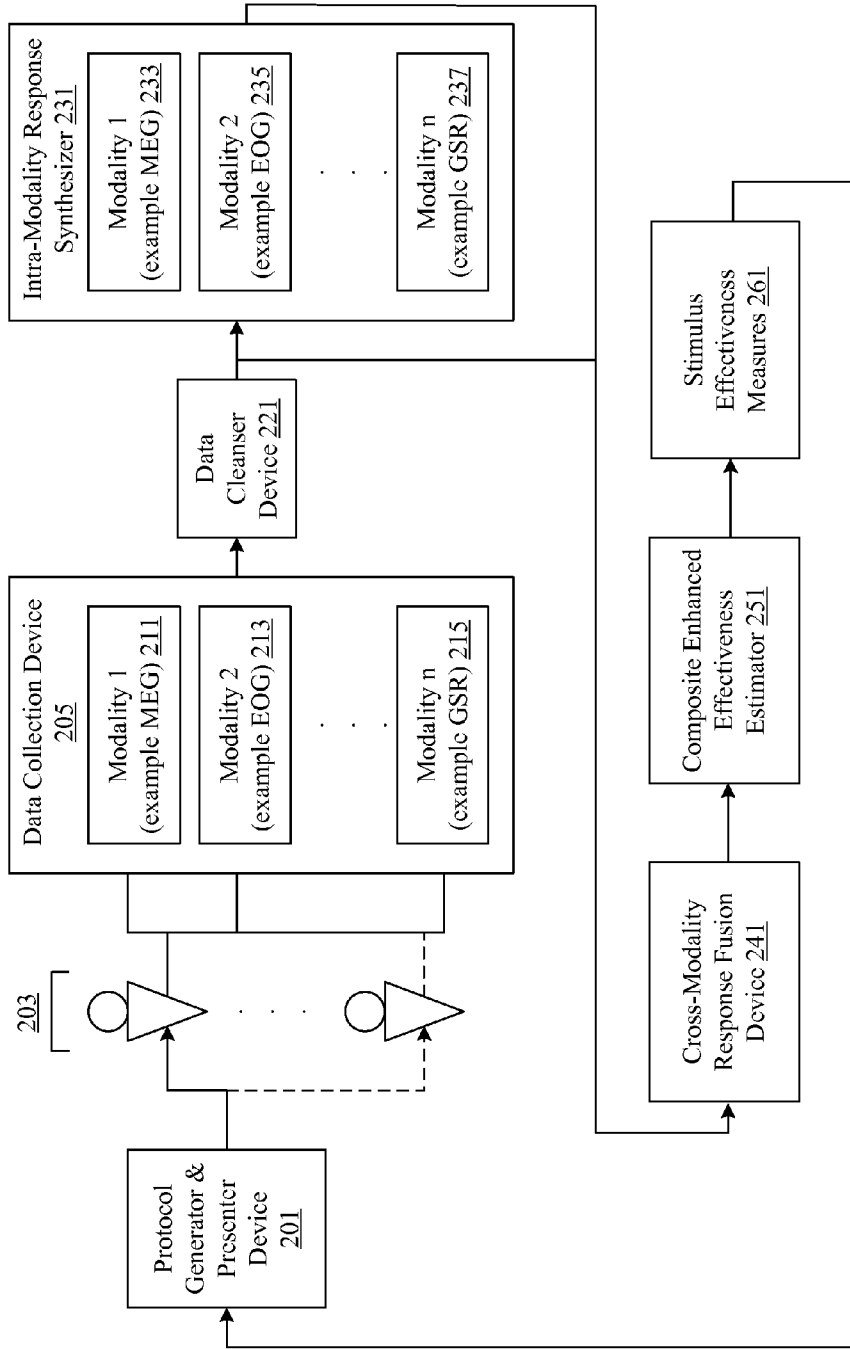 Protocol
Generator &
Presenter
Device
201
203
Data Collection Device
205
Modality 1
(example MEG) 211
Modality 2
(example EOG) 213
Modality n
(example GSR) 215
Data
Cleanser
Device 221
Intra-Modality Response
Synthesizer 231
Modality 1
(example MEG) 233
Modality 2
(example EOG) 235
Modality n
(example GSR) 237
Cross-Modality
Response Fusion
Device 241
Composite Enhanced
Effectiveness
Estimator 251
Stimulus
Effectiveness
Measures 261